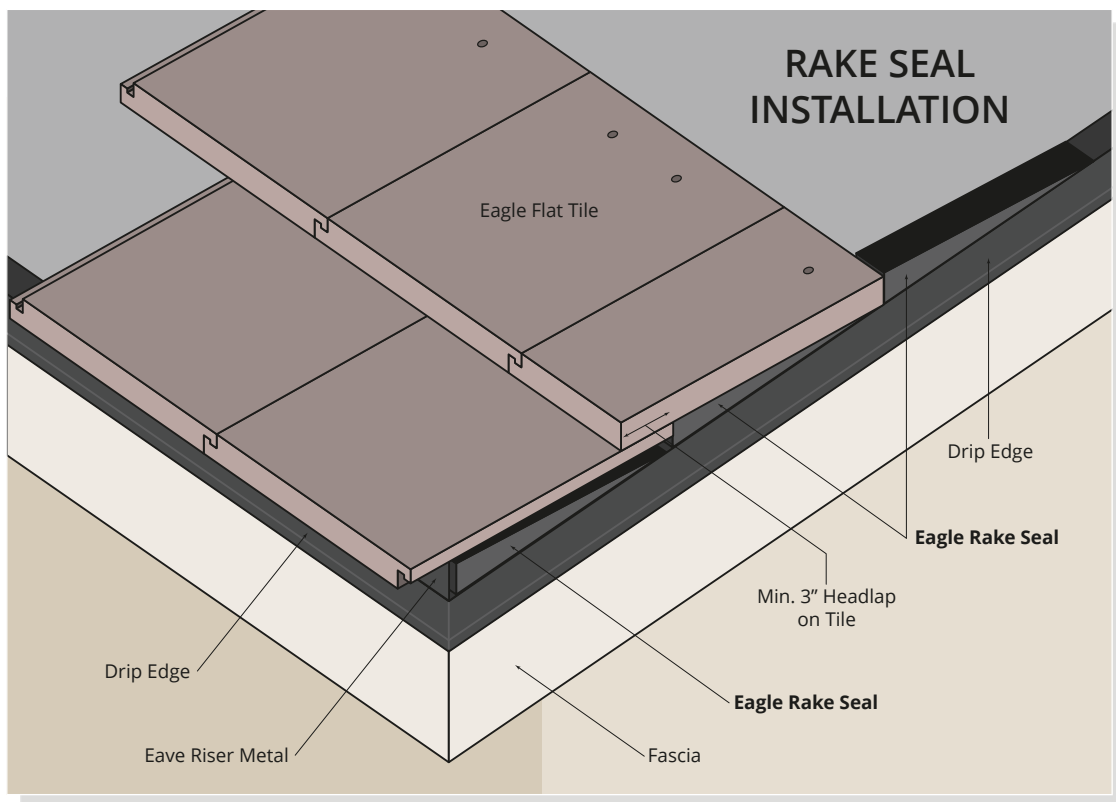 RAKE SEAL
INSTALLATION
Eagle Flat Tile
Drip Edge
Eagle Rake Seal
Min. 3” Headlap
on Tile
Drip Edge
Eagle Rake Seal
Eave Riser Metal
Fascia